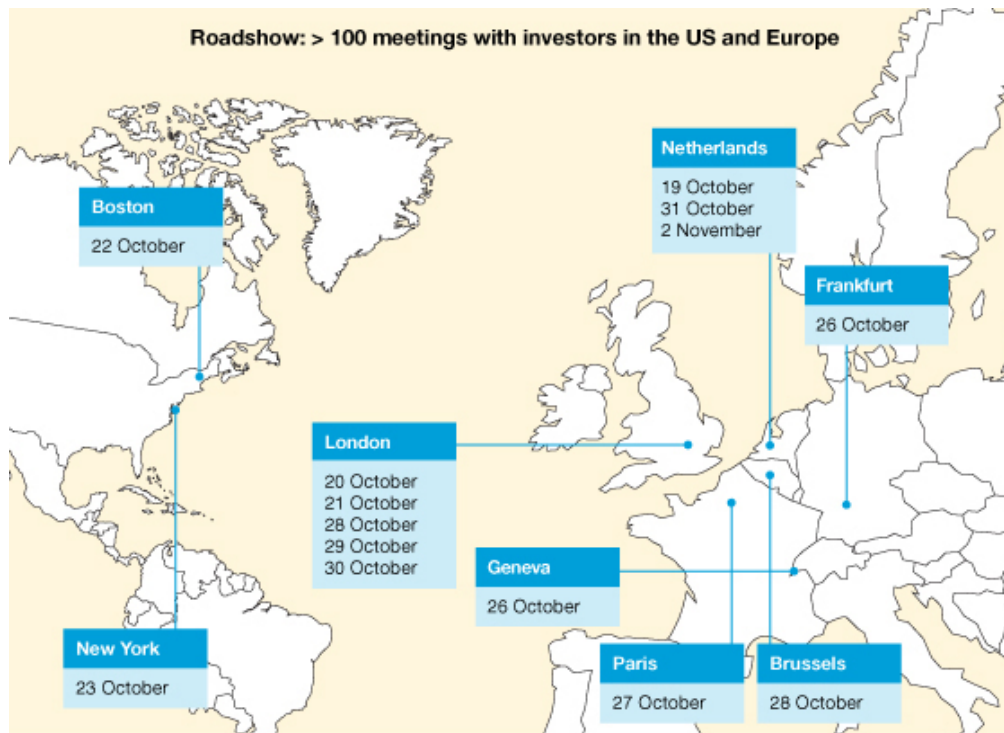 Roadshow: > 100 meetings with investors in the US and Europe
Netherlands
19 October
31 October
2 November
Boston
22 October
Frankfurt
26 October
London
20 October
21 October
28 October
29 October
30 October
Geneva
26 October
New York
23 October
Paris
27 October
Brussels
28 October